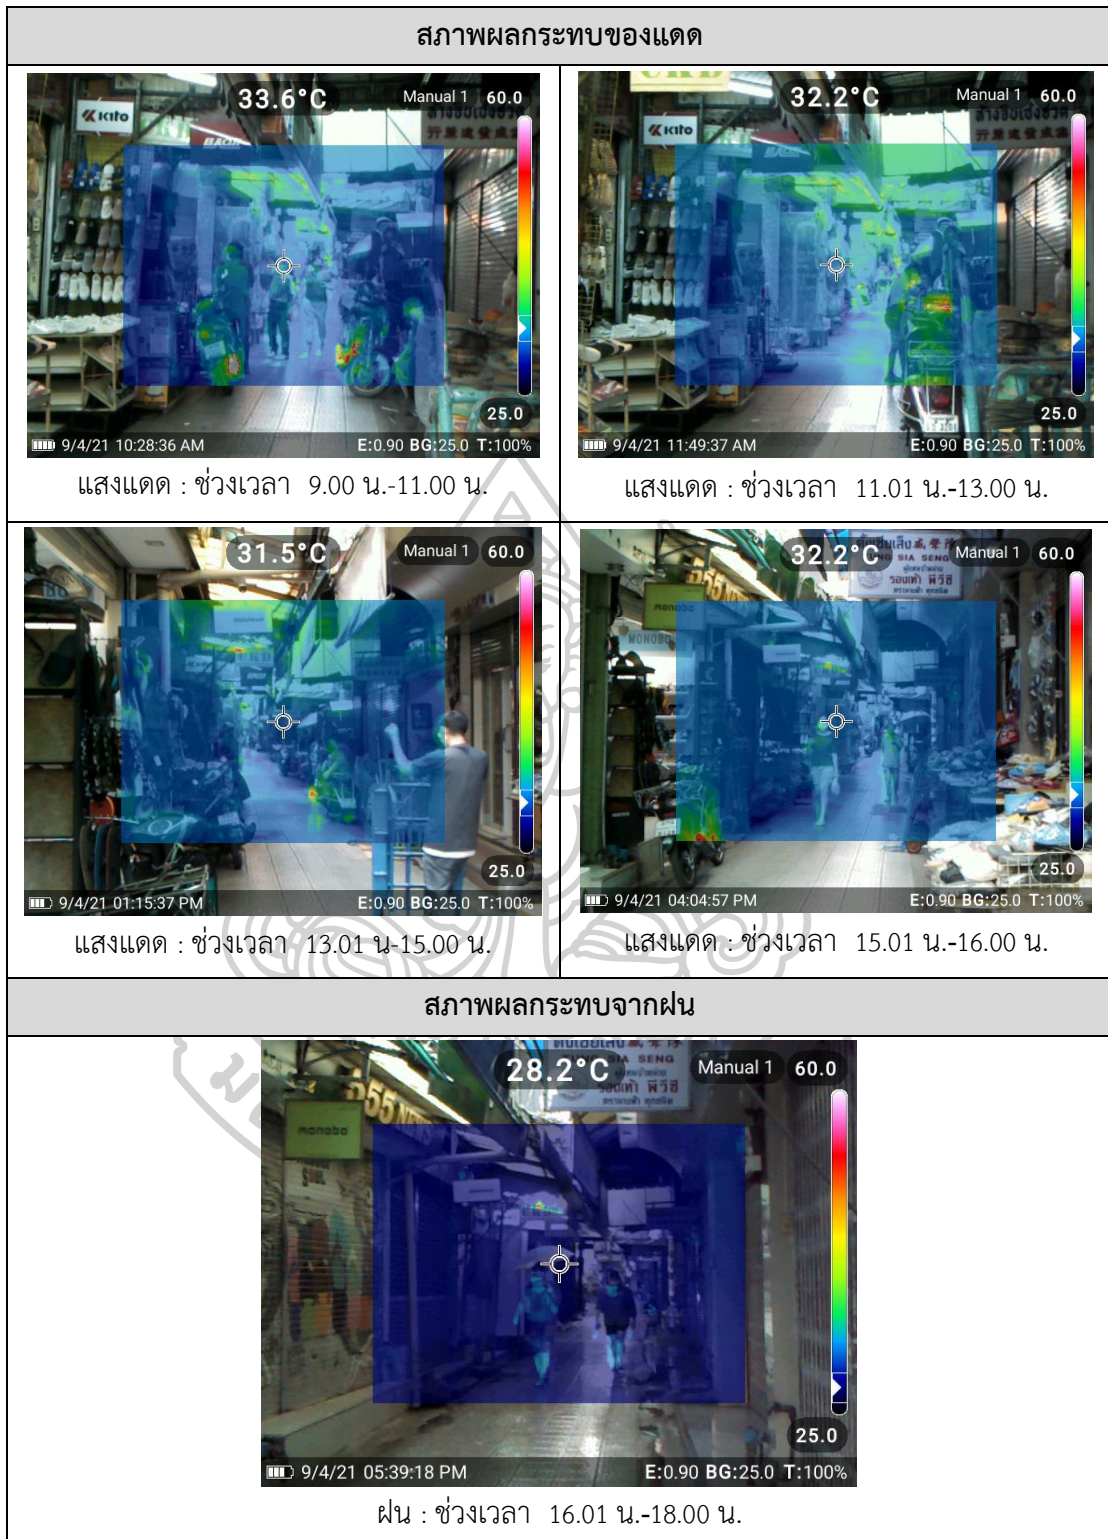 สภาพผลกระทบของแดด
33.6°C
Manual 1 60.0
KITO
25.0
9/4/21 10:28:36 AM E:0.90 BG:25.0 T:100%
แสงแดด : ช่วงเวลา 9.00 น.-11.00 น.
32.2°C
Manual 1 60.0
KITO
25.0
9/4/21 11:49:37 AM E:0.90 BG:25.0 T:100%
แสงแดด : ช่วงเวลา 11.01 น.-13.00 น.
31.5°C
Manual 1 60.0
25.0
9/4/21 01:15:37 PM E:0.90 BG:25.0 T:100%
แสงแดด : ช่วงเวลา 13.01 น-15.00 น.
32.2°C
Manual 1 60.0
SIA SENG
รองเท้า พีวีซี
555
monobo
MONOBO
25.0
9/4/21 04:04:57 PM E:0.90 BG:25.0 T:100%
แสงแดด : ช่วงเวลา 15.01 น.-16.00 น.
สภาพผลกระทบจากฝน
28.2°C
Manual 1 60.0
SIA SENG
รองเท้า พีวีซี
555
monobo
25.0
9/4/21 05:39:18 PM E:0.90 BG:25.0 T:100%
ฝน : ช่วงเวลา 16.01 น.-18.00 น.